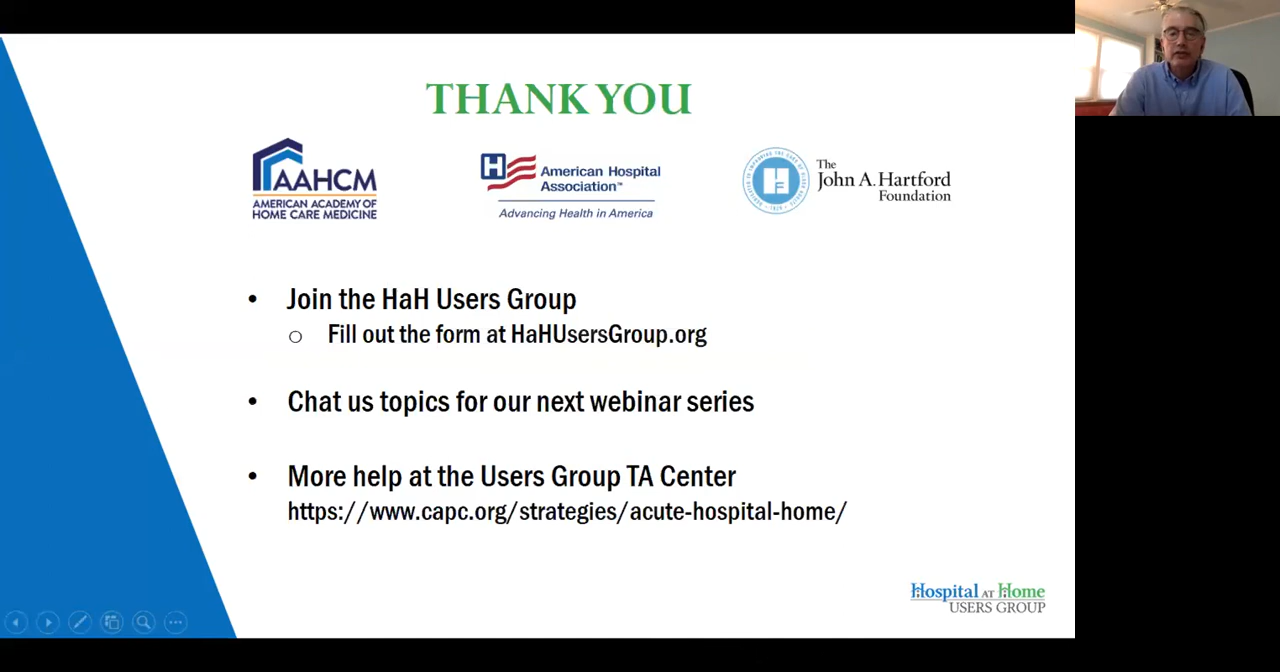 THANK YOU
AAHCM
AMERICAN ACADEMY OF
HOME CARE MEDICINE
H
American Hospital
Association™
Advancing Health in America
The
John A. Hartford
Foundation
• Join the HaH Users Group
o Fill out the form at HaHUsersGroup.org
• Chat us topics for our next webinar series
• More help at the Users Group TA Center
https://www.capc.org/strategies/acute-hospital-home/
Hospital AT Home
USERS GROUP